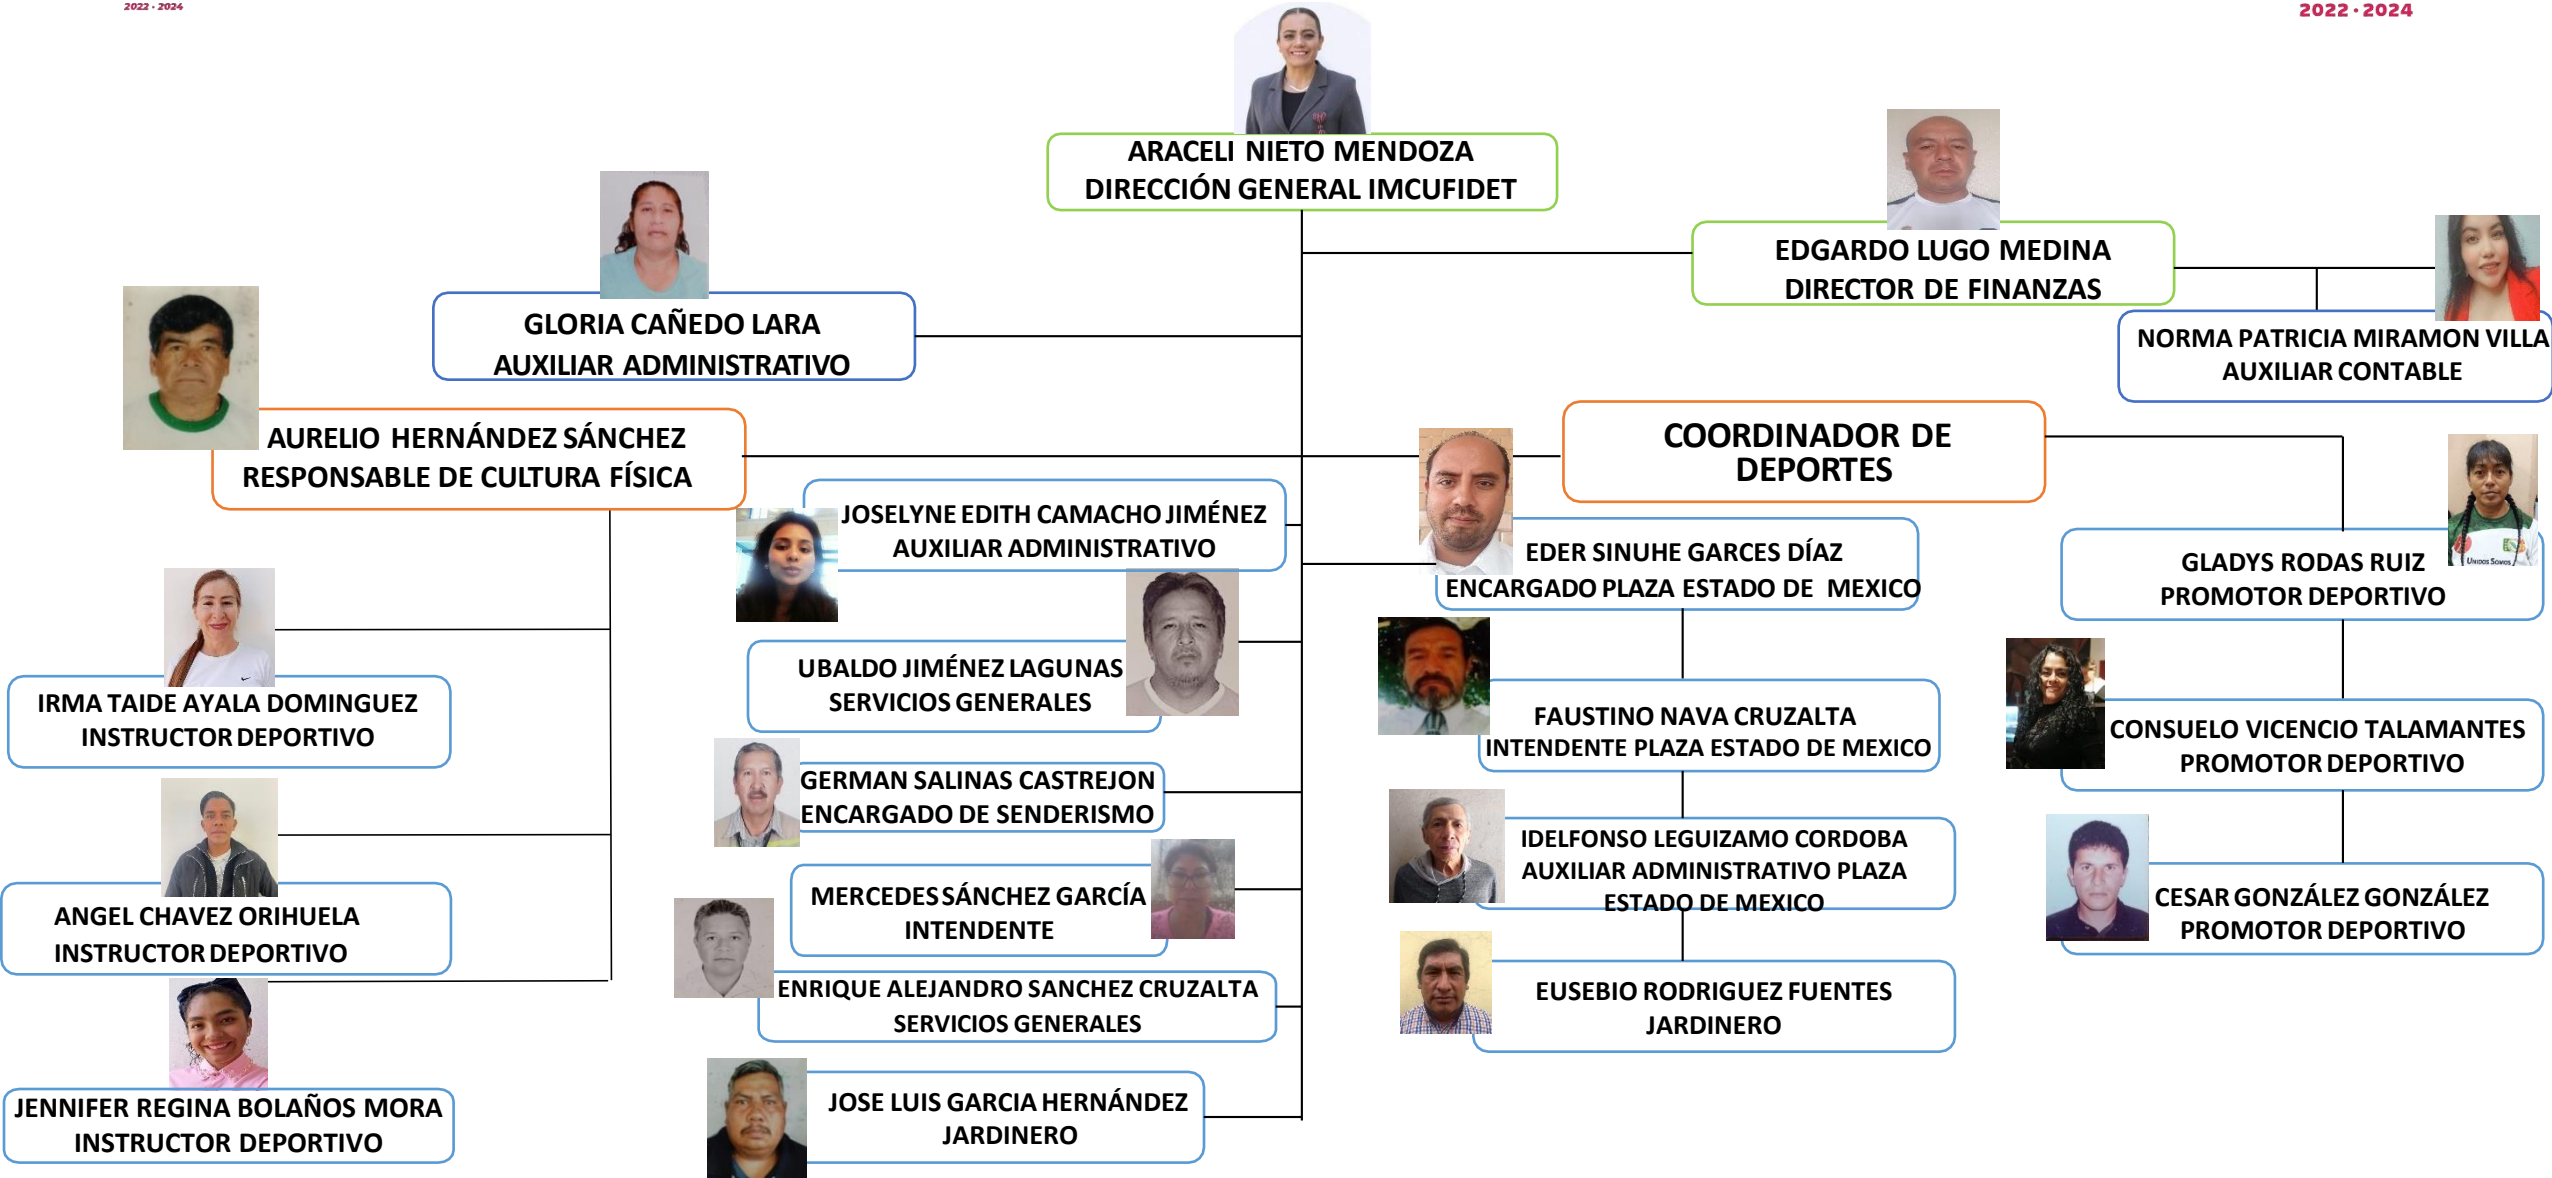 2022 · 2024
2022 · 2024
ARACELI NIETO MENDOZA
DIRECCIÓN GENERAL IMCUFIDET
EDGARDO LUGO MEDINA
DIRECTOR DE FINANZAS
GLORIA CAÑEDO LARA
AUXILIAR ADMINISTRATIVO
NORMA PATRICIA MIRAMON VILLA
AUXILIAR CONTABLE
AURELIO HERNÁNDEZ SÁNCHEZ
RESPONSABLE DE CULTURA FÍSICA
COORDINADOR DE
DEPORTES
JOSELYNE EDITH CAMACHO JIMÉNEZ
AUXILIAR ADMINISTRATIVO
EDER SINUHE GARCES DÍAZ
ENCARGADO PLAZA ESTADO DE MEXICO
Unidos Somos
GLADYS RODAS RUIZ
PROMOTOR DEPORTIVO
IRMA TAIDE AYALA DOMINGUEZ
INSTRUCTOR DEPORTIVO
UBALDO JIMÉNEZ LAGUNAS
SERVICIOS GENERALES
FAUSTINO NAVA CRUZALTA
INTENDENTE PLAZA ESTADO DE MEXICO
CONSUELO VICENCIO TALAMANTES
PROMOTOR DEPORTIVO
GERMAN SALINAS CASTREJON
ENCARGADO DE SENDERISMO
IDELFONSO LEGUIZAMO CORDOBA
AUXILIAR ADMINISTRATIVO PLAZA
ESTADO DE MEXICO
ANGEL CHAVEZ ORIHUELA
INSTRUCTOR DEPORTIVO
MERCEDES SÁNCHEZ GARCÍA
INTENDENTE
CESAR GONZÁLEZ GONZÁLEZ
PROMOTOR DEPORTIVO
ENRIQUE ALEJANDRO SANCHEZ CRUZALTA
SERVICIOS GENERALES
EUSEBIO RODRIGUEZ FUENTES
JARDINERO
JENNIFER REGINA BOLAÑOS MORA
INSTRUCTOR DEPORTIVO
JOSE LUIS GARCIA HERNÁNDEZ
JARDINERO